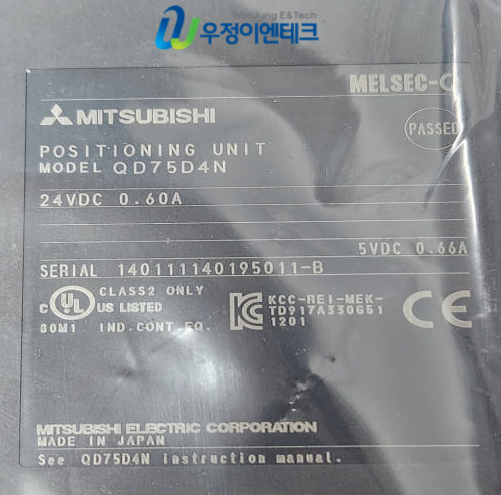 WooJung E&Tech
우정이엔테크
MELSEC-Q
MITSUBISHI
PASSED
POSITIONING UNIT
MODEL QD75D4N
24VDC 0.60A
5VDC 0.66A
SERIAL 140111140195011-B
CLASS2 ONLY
c UL US LISTED
80M1 IND.CONT.EQ.
KCC-REI-MEK-
TD917A330G51
1201
CE
MITSUBISHI ELECTRIC CORPORATION
MADE IN JAPAN
See QD75D4N instruction manual.